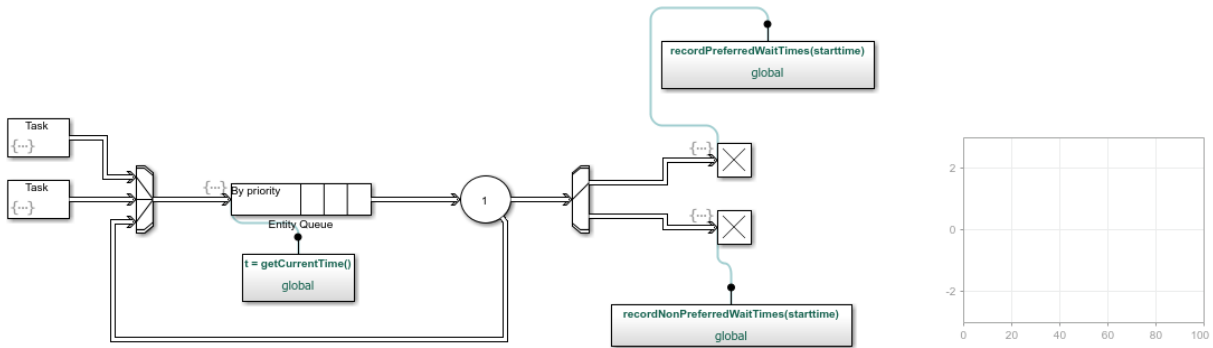 recordPreferredWaitTimes(starttime)
global
Task
{...}
Task
{...}
{...}
By priority
Entity Queue
t = getCurrentTime()
global
1
{...}
{...}
recordNonPreferredWaitTimes(starttime)
global
2
0
-2
0 20 40 60 80 100